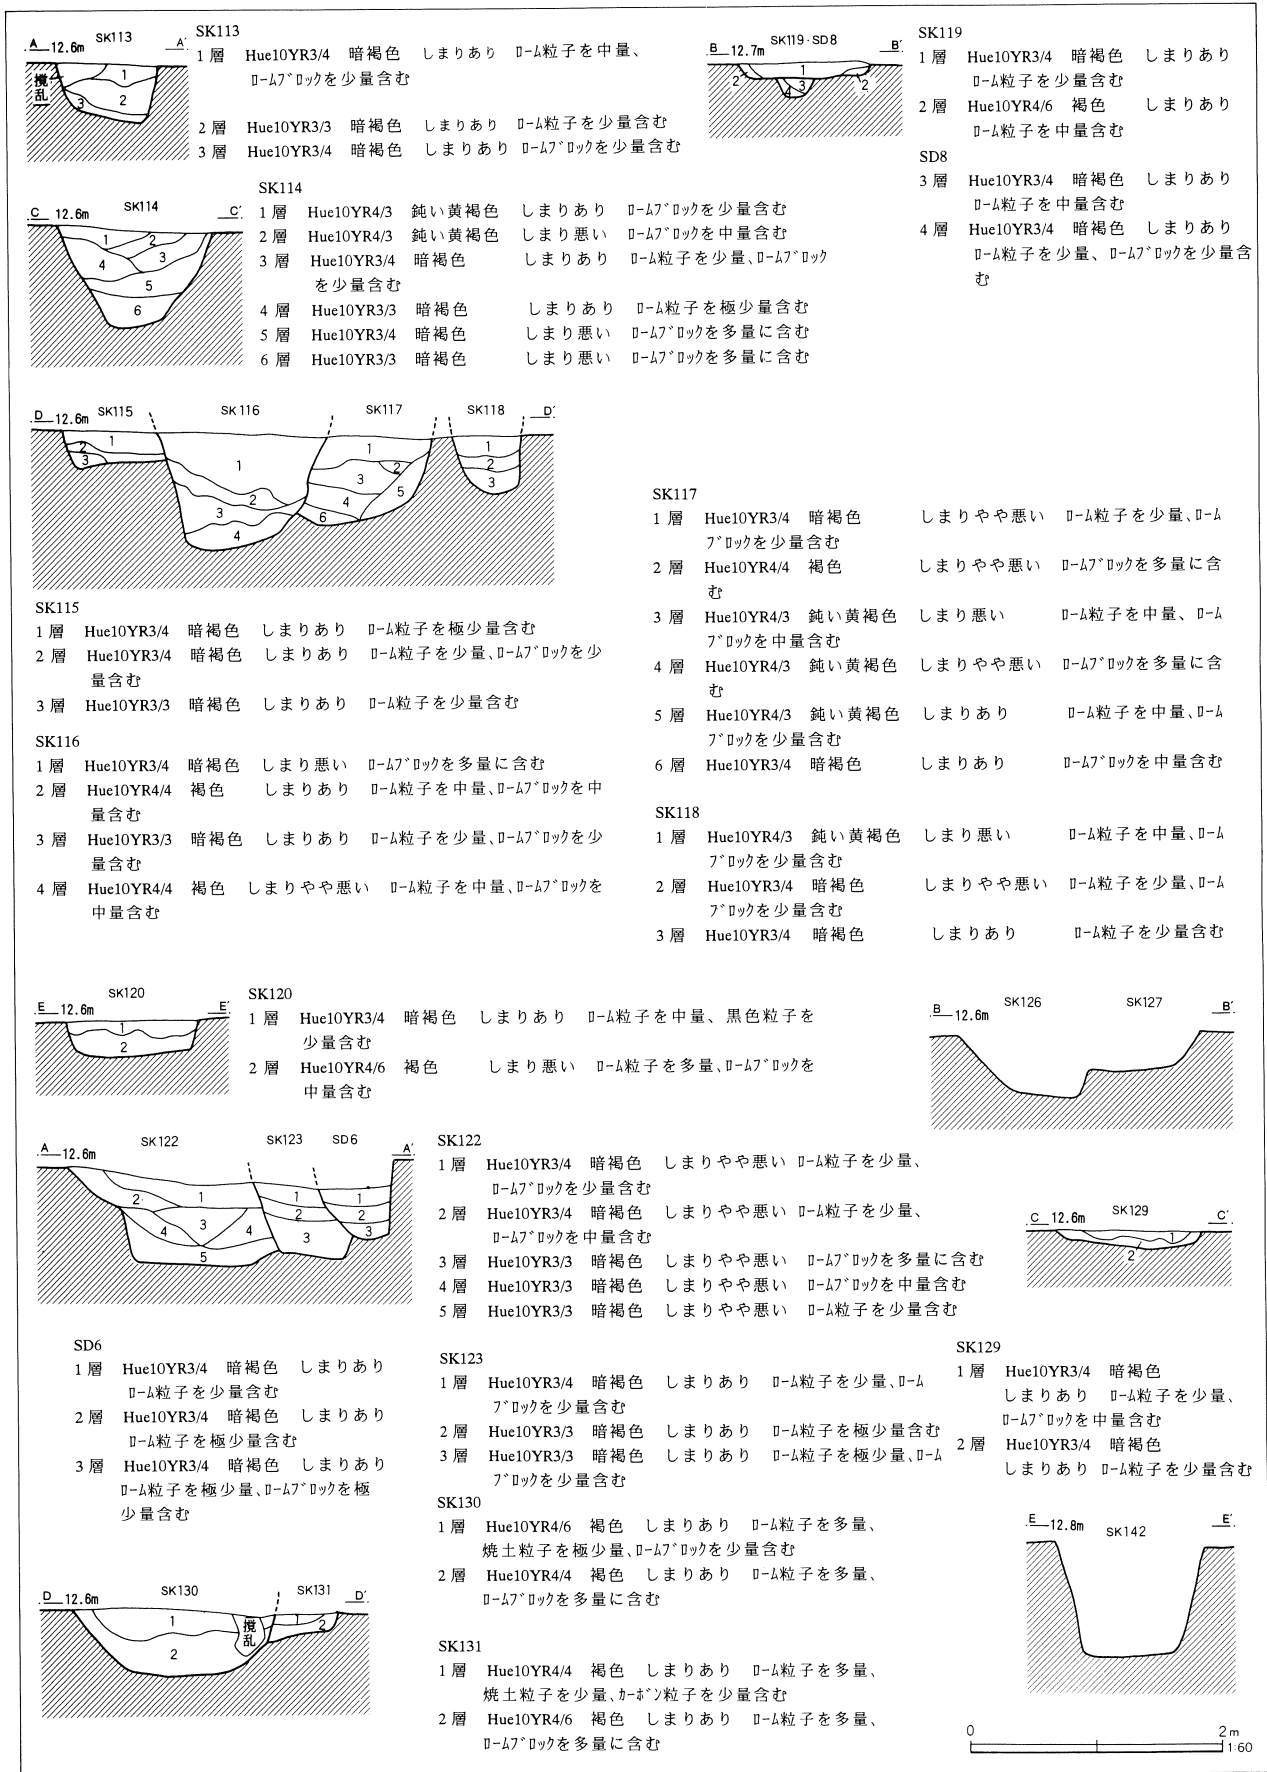 A 12.6m SK113 A′
1
2
3
攪乱
SK113
1層 Hue10YR3/4 暗褐色 しまりあり ﾛｰﾑ粒子を中量、
ﾛｰﾑﾌﾞﾛｯｸを少量含む
2層 Hue10YR3/3 暗褐色 しまりあり ﾛｰﾑ粒子を少量含む
3層 Hue10YR3/4 暗褐色 しまりあり ﾛｰﾑﾌﾞﾛｯｸを少量含む
B 12.7m SK119・SD8 B′
1
2 3 2
4
SK119
1層 Hue10YR3/4 暗褐色 しまりあり
ﾛｰﾑ粒子を少量含む
2層 Hue10YR4/6 褐色 しまりあり
ﾛｰﾑ粒子を中量含む
SD8
3層 Hue10YR3/4 暗褐色 しまりあり
ﾛｰﾑ粒子を中量含む
4層 Hue10YR3/4 暗褐色 しまりあり
ﾛｰﾑ粒子を少量、ﾛｰﾑﾌﾞﾛｯｸを少量含
む
C 12.6m SK114 C′
1 2
4 3
5
6
SK114
1層 Hue10YR4/3 鈍い黄褐色 しまりあり ﾛｰﾑﾌﾞﾛｯｸを少量含む
2層 Hue10YR4/3 鈍い黄褐色 しまり悪い ﾛｰﾑﾌﾞﾛｯｸを中量含む
3層 Hue10YR3/4 暗褐色 しまりあり ﾛｰﾑ粒子を少量、ﾛｰﾑﾌﾞﾛｯｸ
を少量含む
4層 Hue10YR3/3 暗褐色 しまりあり ﾛｰﾑ粒子を極少量含む
5層 Hue10YR3/4 暗褐色 しまり悪い ﾛｰﾑﾌﾞﾛｯｸを多量に含む
6層 Hue10YR3/3 暗褐色 しまり悪い ﾛｰﾑﾌﾞﾛｯｸを多量に含む
D 12.6m SK115 SK116 SK117 SK118 D′
1 1 1 1
2 2 2 2
3 3 3 3
4 4 5
6
SK115
1層 Hue10YR3/4 暗褐色 しまりあり ﾛｰﾑ粒子を極少量含む
2層 Hue10YR3/4 暗褐色 しまりあり ﾛｰﾑ粒子を少量、ﾛｰﾑﾌﾞﾛｯｸを少
量含む
3層 Hue10YR3/3 暗褐色 しまりあり ﾛｰﾑ粒子を少量含む
SK116
1層 Hue10YR3/4 暗褐色 しまり悪い ﾛｰﾑﾌﾞﾛｯｸを多量に含む
2層 Hue10YR4/4 褐色 しまりあり ﾛｰﾑ粒子を中量、ﾛｰﾑﾌﾞﾛｯｸを中
量含む
3層 Hue10YR3/3 暗褐色 しまりあり ﾛｰﾑ粒子を少量、ﾛｰﾑﾌﾞﾛｯｸを少
量含む
4層 Hue10YR4/4 褐色 しまりやや悪い ﾛｰﾑ粒子を中量、ﾛｰﾑﾌﾞﾛｯｸを
中量含む
SK117
1層 Hue10YR3/4 暗褐色 しまりやや悪い ﾛｰﾑ粒子を少量、ﾛｰﾑ
ﾌﾞﾛｯｸを少量含む
2層 Hue10YR4/4 褐色 しまりやや悪い ﾛｰﾑﾌﾞﾛｯｸを多量に含
む
3層 Hue10YR4/3 鈍い黄褐色 しまり悪い ﾛｰﾑ粒子を中量、ﾛｰﾑ
ﾌﾞﾛｯｸを中量含む
4層 Hue10YR4/3 鈍い黄褐色 しまりやや悪い ﾛｰﾑﾌﾞﾛｯｸを多量に含
む
5層 Hue10YR4/3 鈍い黄褐色 しまりあり ﾛｰﾑ粒子を中量、ﾛｰﾑ
ﾌﾞﾛｯｸを少量含む
6層 Hue10YR3/4 暗褐色 しまりあり ﾛｰﾑﾌﾞﾛｯｸを中量含む
SK118
1層 Hue10YR4/3 鈍い黄褐色 しまり悪い ﾛｰﾑ粒子を中量、ﾛｰﾑ
ﾌﾞﾛｯｸを少量含む
2層 Hue10YR3/4 暗褐色 しまりやや悪い ﾛｰﾑ粒子を少量、ﾛｰﾑ
ﾌﾞﾛｯｸを少量含む
3層 Hue10YR3/4 暗褐色 しまりあり ﾛｰﾑ粒子を少量含む
E 12.6m SK120 E′
1
2
SK120
1層 Hue10YR3/4 暗褐色 しまりあり ﾛｰﾑ粒子を中量、黒色粒子を
少量含む
2層 Hue10YR4/6 褐色 しまり悪い ﾛｰﾑ粒子を多量、ﾛｰﾑﾌﾞﾛｯｸを
中量含む
B 12.6m SK126 SK127 B′
A 12.6m SK122 SK123 SD6 A′
2 1 1 1
3 2 2
4 4 3 3
5
SK122
1層 Hue10YR3/4 暗褐色 しまりやや悪い ﾛｰﾑ粒子を少量、
ﾛｰﾑﾌﾞﾛｯｸを少量含む
2層 Hue10YR3/4 暗褐色 しまりやや悪い ﾛｰﾑ粒子を少量、
ﾛｰﾑﾌﾞﾛｯｸを中量含む
3層 Hue10YR3/3 暗褐色 しまりやや悪い ﾛｰﾑﾌﾞﾛｯｸを多量に含む
4層 Hue10YR3/3 暗褐色 しまりやや悪い ﾛｰﾑﾌﾞﾛｯｸを中量含む
5層 Hue10YR3/3 暗褐色 しまりやや悪い ﾛｰﾑ粒子を少量含む
C 12.6m SK129 C′
1
2
SD6
1層 Hue10YR3/4 暗褐色 しまりあり
ﾛｰﾑ粒子を少量含む
2層 Hue10YR3/4 暗褐色 しまりあり
ﾛｰﾑ粒子を極少量含む
3層 Hue10YR3/4 暗褐色 しまりあり
ﾛｰﾑ粒子を極少量、ﾛｰﾑﾌﾞﾛｯｸを極
少量含む
SK123
1層 Hue10YR3/4 暗褐色 しまりあり ﾛｰﾑ粒子を少量、ﾛｰﾑ
ﾌﾞﾛｯｸを少量含む
2層 Hue10YR3/3 暗褐色 しまりあり ﾛｰﾑ粒子を極少量含む
3層 Hue10YR3/3 暗褐色 しまりあり ﾛｰﾑ粒子を極少量、ﾛｰﾑ
ﾌﾞﾛｯｸを少量含む
SK129
1層 Hue10YR3/4 暗褐色
しまりあり ﾛｰﾑ粒子を少量、
ﾛｰﾑﾌﾞﾛｯｸを中量含む
2層 Hue10YR3/4 暗褐色
しまりあり ﾛｰﾑ粒子を少量含む
SK130
1層 Hue10YR4/6 褐色 しまりあり ﾛｰﾑ粒子を多量、
焼土粒子を極少量、ﾛｰﾑﾌﾞﾛｯｸを少量含む
2層 Hue10YR4/4 褐色 しまりあり ﾛｰﾑ粒子を多量、
ﾛｰﾑﾌﾞﾛｯｸを多量に含む
D 12.6m SK130 SK131 D′
1 攪乱 1
2 2
SK131
1層 Hue10YR4/4 褐色 しまりあり ﾛｰﾑ粒子を多量、
焼土粒子を少量、ｶｰﾎﾞﾝ粒子を少量含む
2層 Hue10YR4/6 褐色 しまりあり ﾛｰﾑ粒子を多量、
ﾛｰﾑﾌﾞﾛｯｸを多量に含む
E 12.8m SK142 E′
0 2m
1:60